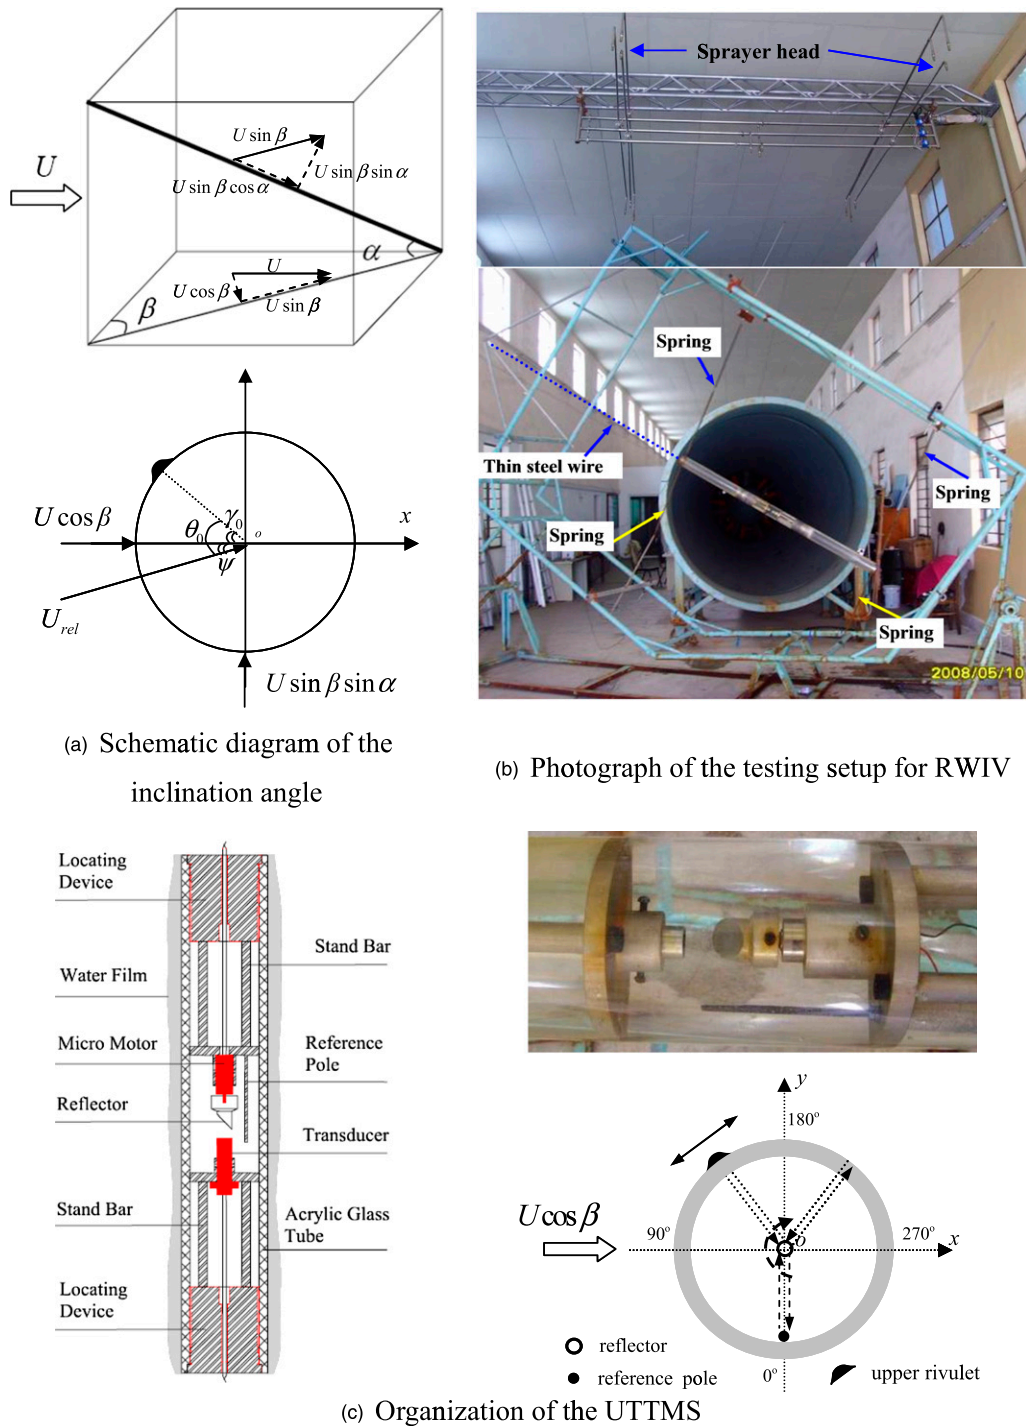 U
U sin β
U sin β cos α
U sin β sin α
α
U
U cos β
U sin β
β
U cos β
θ₀
γ₀
ψ
o
x
U_rel
U sin β sin α
(a) Schematic diagram of the
inclination angle
Sprayer head
Spring
Thin steel wire
Spring
Spring
Spring
2008/05/10
(b) Photograph of the testing setup for RWIV
Locating
Device
Water Film
Micro Motor
Reflector
Stand Bar
Locating
Device
Stand Bar
Reference
Pole
Transducer
Acrylic Glass
Tube
y
180°
U cos β
90°
o
270°
x
0°
reflector
reference pole
upper rivulet
(c) Organization of the UTTMS